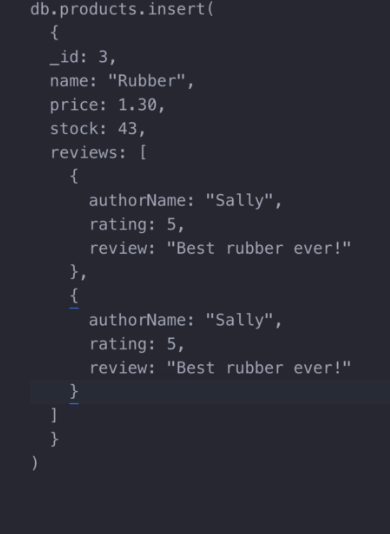 db.products.insert(
{
_id: 3,
name: "Rubber",
price: 1.30,
stock: 43,
reviews: [
{
authorName: "Sally",
rating: 5,
review: "Best rubber ever!"
},
{
authorName: "Sally",
rating: 5,
review: "Best rubber ever!"
}
]
}
)